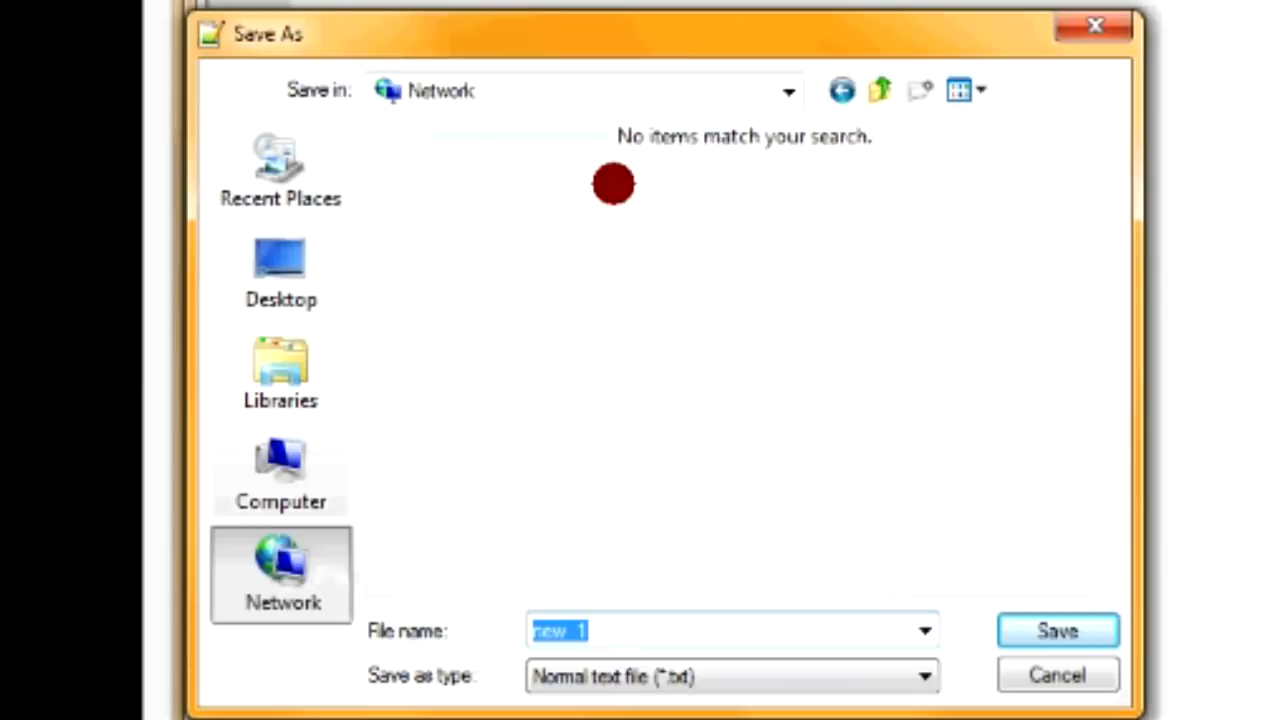 Save As
Save in: Network
No items match your search.
Recent Places
Desktop
Libraries
Computer
Network
File name: new 1 Save
Save as type: Normal text file (*.txt) Cancel